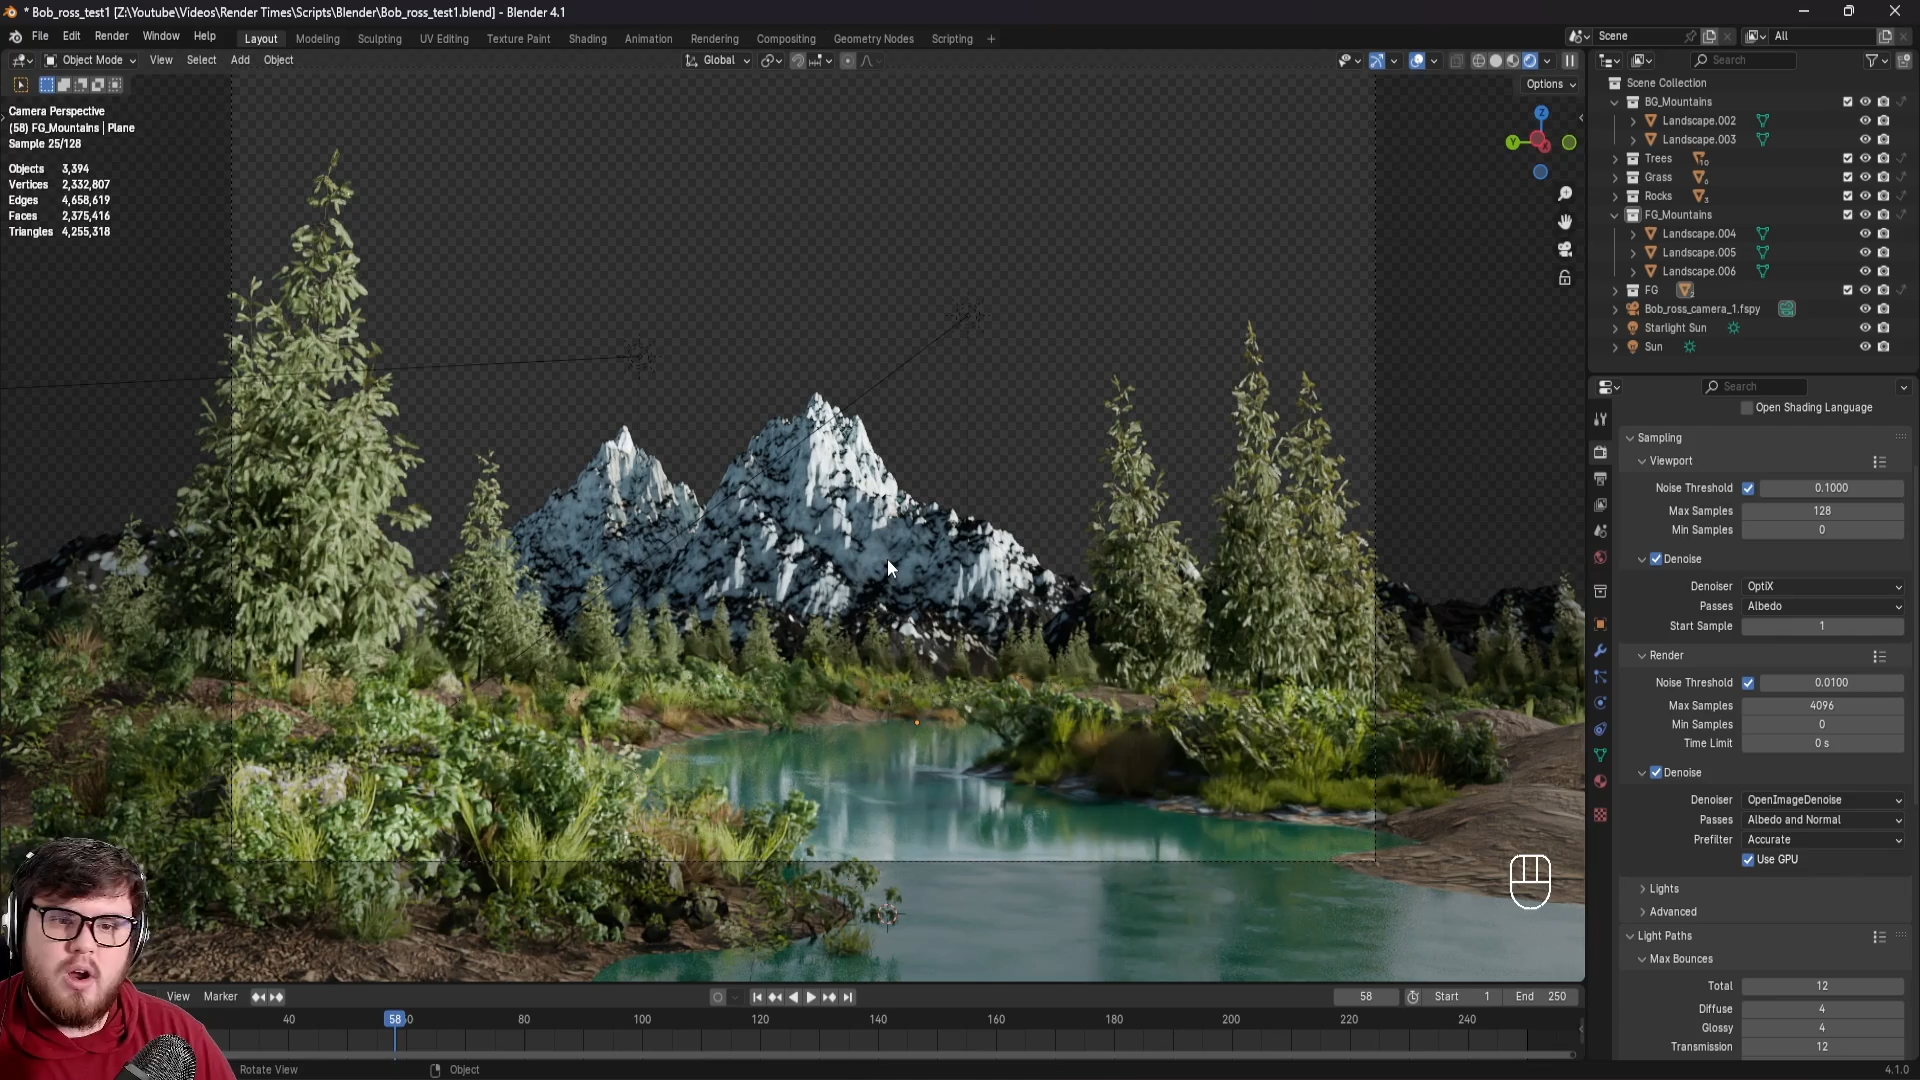 * Bob_ross_test1 [Z:\Youtube\Videos\Render Times\Scripts\Blender\Bob_ross_test1.blend] - Blender 4.1
File Edit Render Window Help Layout Modeling Sculpting UV Editing Texture Paint Shading Animation Rendering Compositing Geometry Nodes Scripting + Scene All
Object Mode View Select Add Object Global Search
Options
Camera Perspective
(58) FG_Mountains | Plane
Sample 25/128
Objects 3,394
Vertices 2,332,807
Edges 4,658,619
Faces 2,375,416
Triangles 4,255,318
Z
Y
X
Scene Collection
BG_Mountains
Landscape.002
Landscape.003
Trees 10
Grass 6
Rocks 3
FG_Mountains
Landscape.004
Landscape.005
Landscape.006
FG 2
Bob_ross_camera_1.fspy
Starlight Sun
Sun
Search
Open Shading Language
Sampling
Viewport
Noise Threshold 0.1000
Max Samples 128
Min Samples 0
Denoise
Denoiser OptiX
Passes Albedo
Start Sample 1
Render
Noise Threshold 0.0100
Max Samples 4096
Min Samples 0
Time Limit 0 s
Denoise
Denoiser OpenImageDenoise
Passes Albedo and Normal
Prefilter Accurate
Use GPU
Lights
Advanced
Light Paths
Max Bounces
Total 12
Diffuse 4
Glossy 4
Transmission 12
View Marker 58 Start 1 End 250
40 58 80 100 120 140 160 180 200 220 240
Rotate View Object 4.1.0